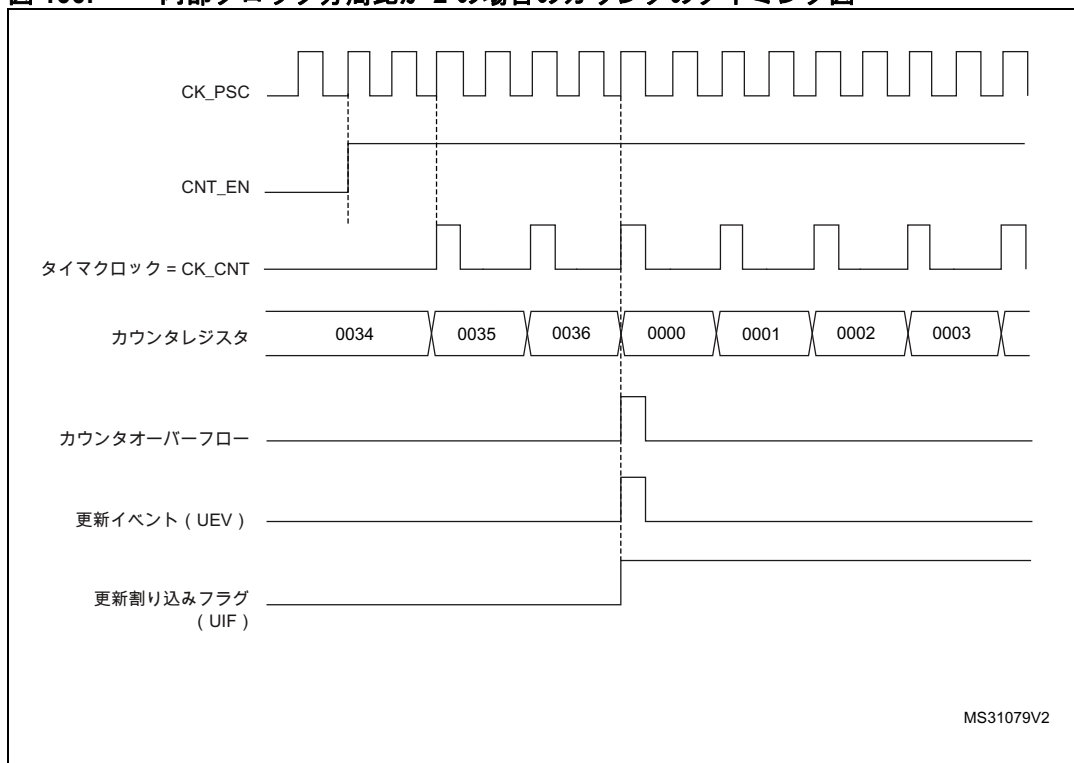 CK_PSC
CNT_EN
タイマクロック = CK_CNT
カウンタレジスタ
0034
0035
0036
0000
0001
0002
0003
カウンタオーバーフロー
更新イベント ( UEV )
更新割り込みフラグ
( UIF )
MS31079V2